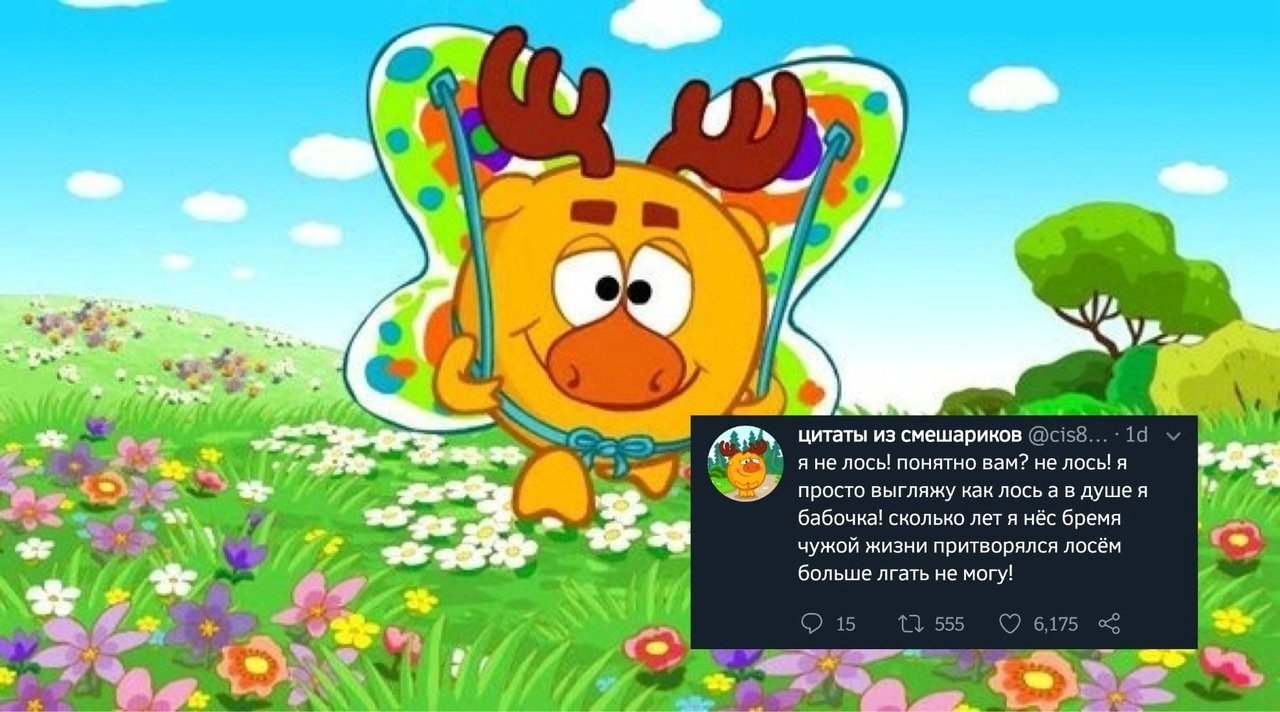 цитаты из смешариков @cis8... · 1d
я не лось! понятно вам? не лось! я
просто выгляжу как лось а в душе я
бабочка! сколько лет я нёс бремя
чужой жизни притворялся лосём
больше лгать не могу!
15 555 6,175